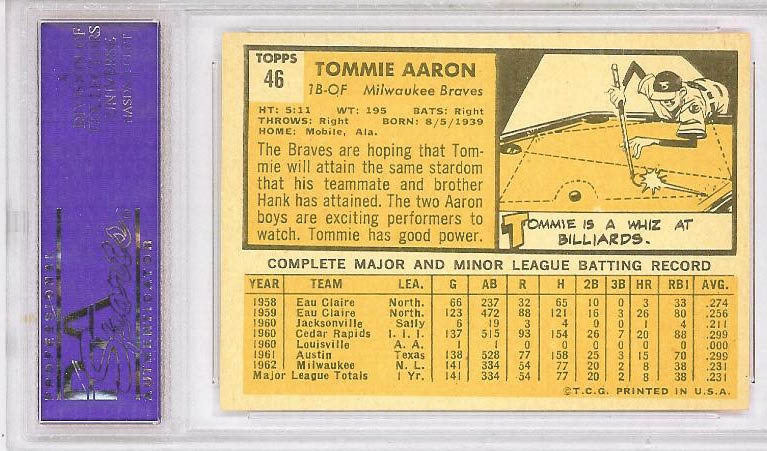 TOPPS
46
TOMMIE AARON
1B-OF Milwaukee Braves
HT: 5:11 WT: 195 BATS: Right
THROWS: Right BORN: 8/5/1939
HOME: Mobile, Ala.
The Braves are hoping that Tom-
mie will attain the same stardom
that his teammate and brother
Hank has attained. The two Aaron
boys are exciting performers to
watch. Tommie has good power.
TOMMIE IS A WHIZ AT
BILLIARDS.
COMPLETE MAJOR AND MINOR LEAGUE BATTING RECORD
YEAR TEAM LEA. G AB R H 2B 3B HR RBI AVG.
1958 Eau Claire North. 66 237 32 65 10 0 3 33 .274
1959 Eau Claire North. 123 472 88 121 16 3 26 80 .256
1960 Jacksonville Sally 6 19 3 4 0 0 1 4 .211
1960 Cedar Rapids I. I. I. 137 515 93 154 26 7 20 88 .299
1960 Louisville A. A. 1 1 0 0 0 0 0 0 .000
1961 Austin Texas 138 528 77 158 25 3 15 70 .299
1962 Milwaukee N. L. 141 334 54 77 20 2 8 38 .231
Major League Totals 1 Yr. 141 334 54 77 20 2 8 38 .231
©T.C.G. PRINTED IN U.S.A.
PROFESSIONAL
Sports
AUTHENTICATOR
A
DIVISION OF
COLLECTORS
UNIVERSE